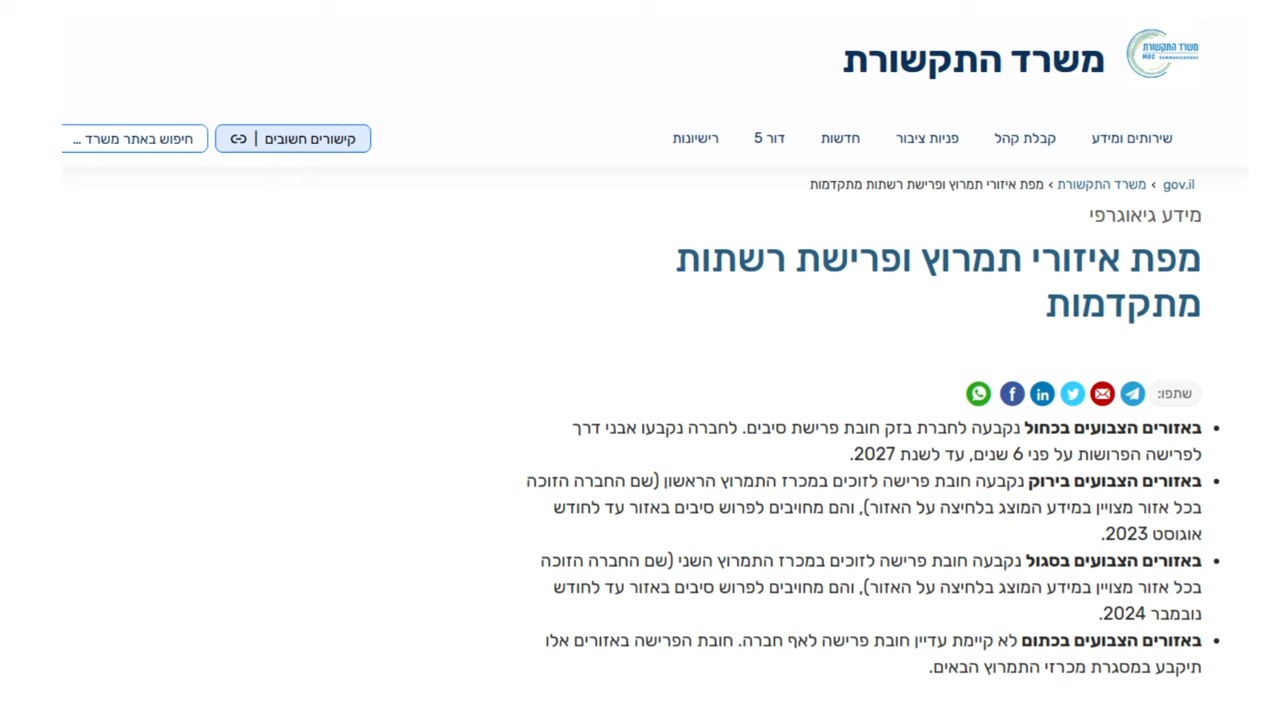 משרד התקשורת
משרד התקשורת
MOC Communications
שירותים ומידע
קבלת קהל
פניות ציבור
חדשות
דור 5
רישיונות
קישורים חשובים |
חיפוש באתר משרד ...
gov.il › משרד התקשורת › מפת איזורי תמרוץ ופרישת רשתות מתקדמות
מידע גיאוגרפי
מפת איזורי תמרוץ ופרישת רשתות
מתקדמות
שתפו:
• באזורים הצבועים בכחול נקבעה לחברת בזק חובת פרישת סיבים. לחברה נקבעו אבני דרך
לפרישה הפרושות על פני 6 שנים, עד לשנת 2027.
• באזורים הצבועים בירוק נקבעה חובת פרישה לזוכים במכרז התמרוץ הראשון (שם החברה הזוכה
בכל אזור מצויין במידע המוצג בלחיצה על האזור), והם מחויבים לפרוש סיבים באזור עד לחודש
אוגוסט 2023.
• באזורים הצבועים בסגול נקבעה חובת פרישה לזוכים במכרז התמרוץ השני (שם החברה הזוכה
בכל אזור מצויין במידע המוצג בלחיצה על האזור), והם מחויבים לפרוש סיבים באזור עד לחודש
נובמבר 2024.
• באזורים הצבועים בכתום לא קיימת עדיין חובת פרישה לאף חברה. חובת הפרישה באזורים אלו
תיקבע במסגרת מכרזי התמרוץ הבאים.